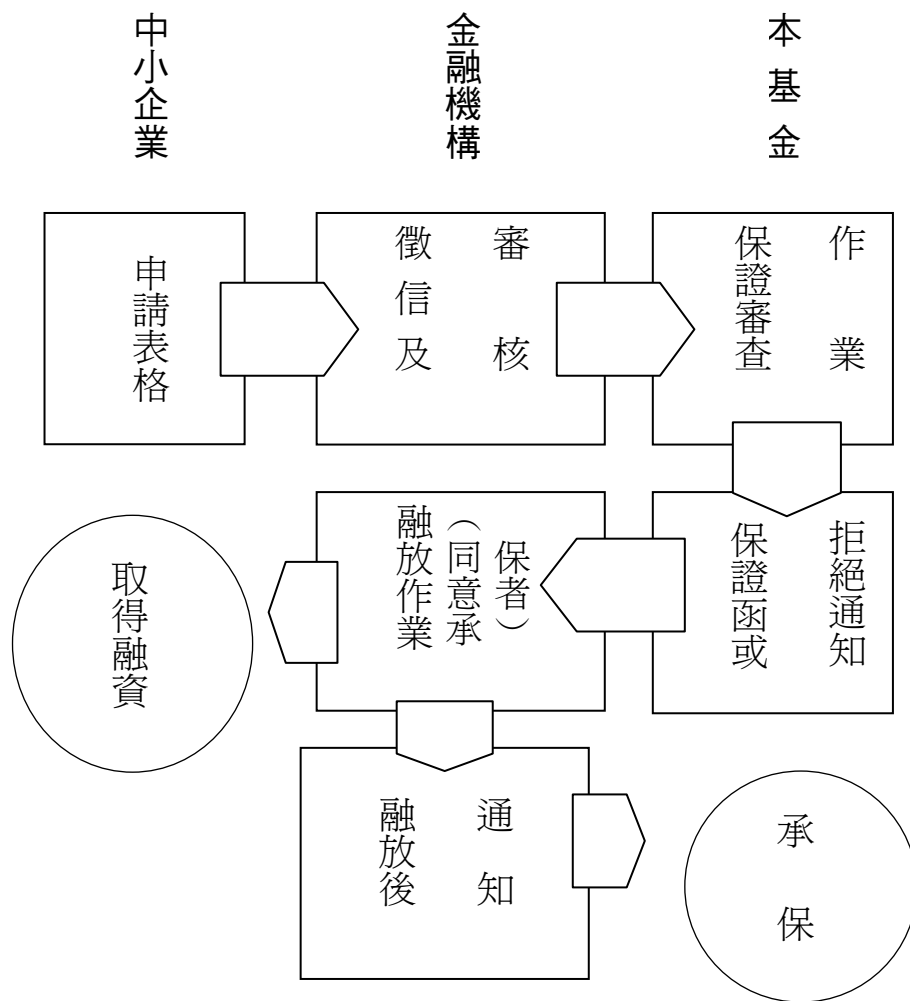 中小企業
金融機構
本基金
申請表格
徵信及
審核
保證審查
作業
保證函或
拒絕通知
融放作業
（同意承
保者）
取得融資
融放後
通知
承保